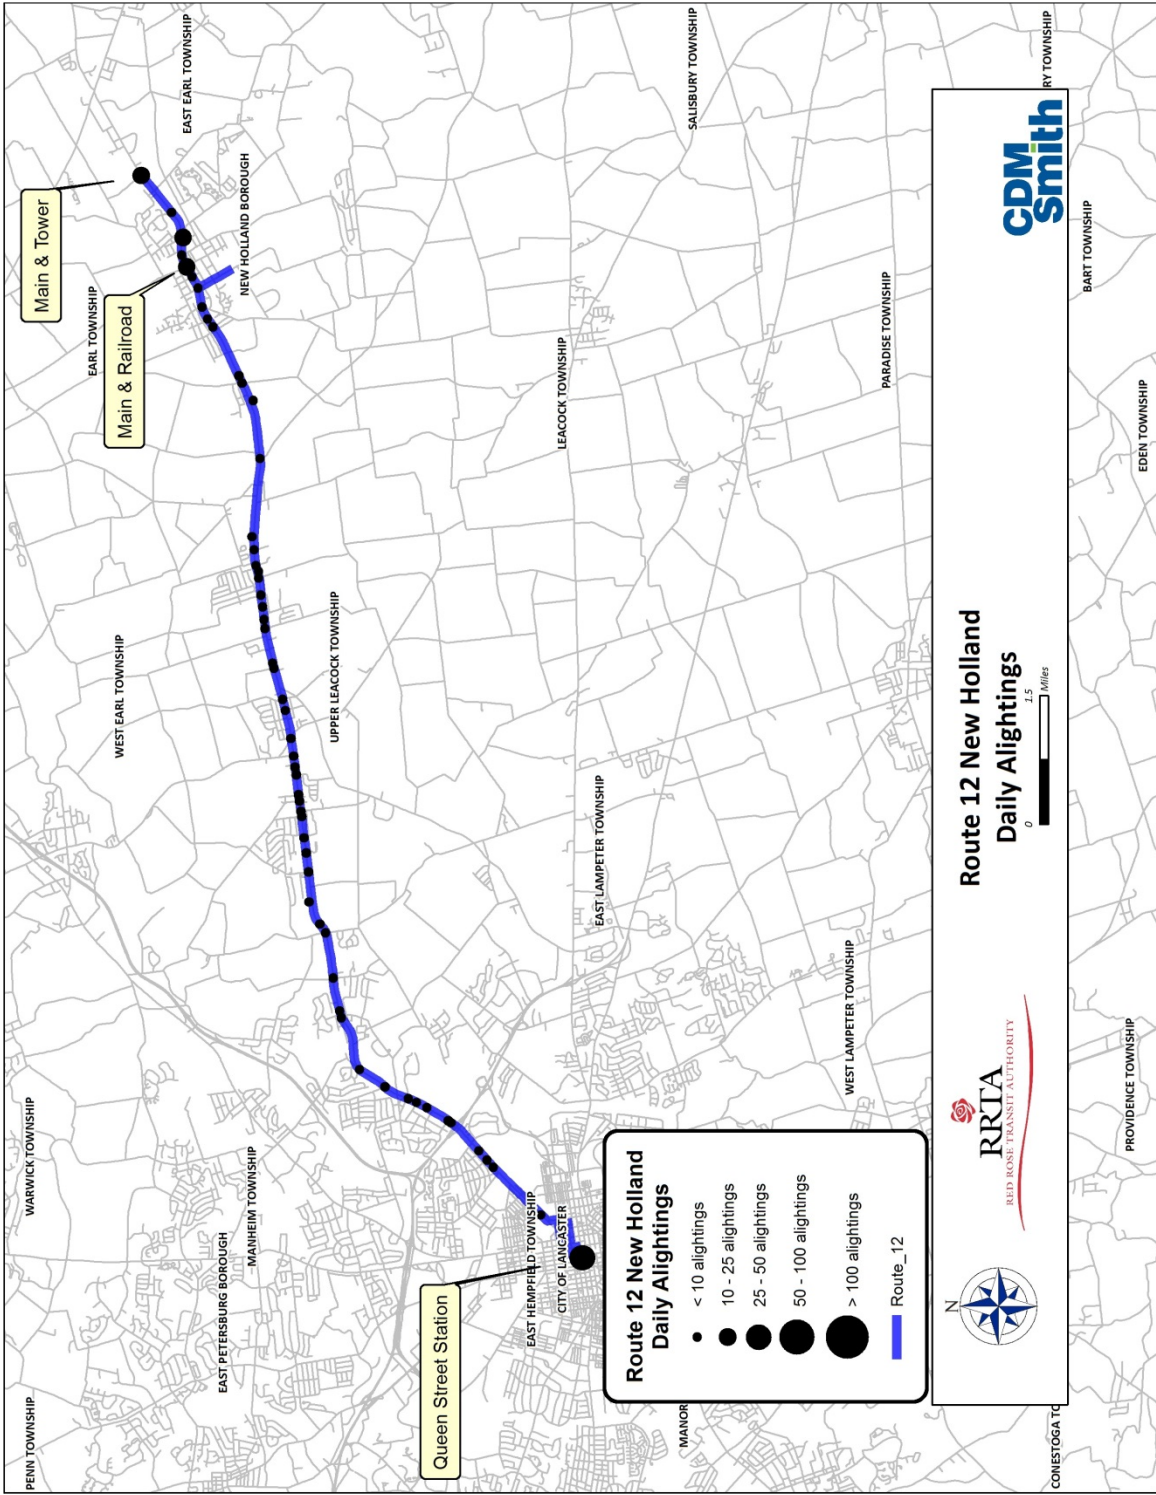 PENN TOWNSHIP
WARWICK TOWNSHIP
WEST EARL TOWNSHIP
EARL TOWNSHIP
Main & Tower
EAST EARL TOWNSHIP
Main & Railroad
NEW HOLLAND BOROUGH
EAST PETERSBURG BOROUGH
MANHEIM TOWNSHIP
UPPER LEACOCK TOWNSHIP
Queen Street Station
EAST HEMPFIELD TOWNSHIP
CITY OF LANCASTER
EAST LAMPETER TOWNSHIP
LEACOCK TOWNSHIP
SALISBURY TOWNSHIP
MANOR
WEST LAMPETER TOWNSHIP
PARADISE TOWNSHIP
Route 12 New Holland
Daily Alightings
< 10 alightings
10 - 25 alightings
25 - 50 alightings
50 - 100 alightings
> 100 alightings
Route_12
N
RRTA
RED ROSE TRANSIT AUTHORITY
Route 12 New Holland
Daily Alightings
0 1.5
Miles
CDM
Smith
CONESTOGA TO
PROVIDENCE TOWNSHIP
EDEN TOWNSHIP
BART TOWNSHIP
RY TOWNSHIP